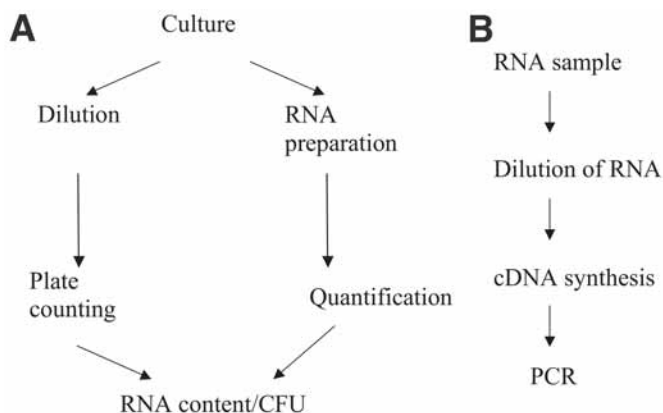 A
Culture
Dilution
RNA
preparation
Plate
counting
Quantification
RNA content/CFU
B
RNA sample
Dilution of RNA
cDNA synthesis
PCR